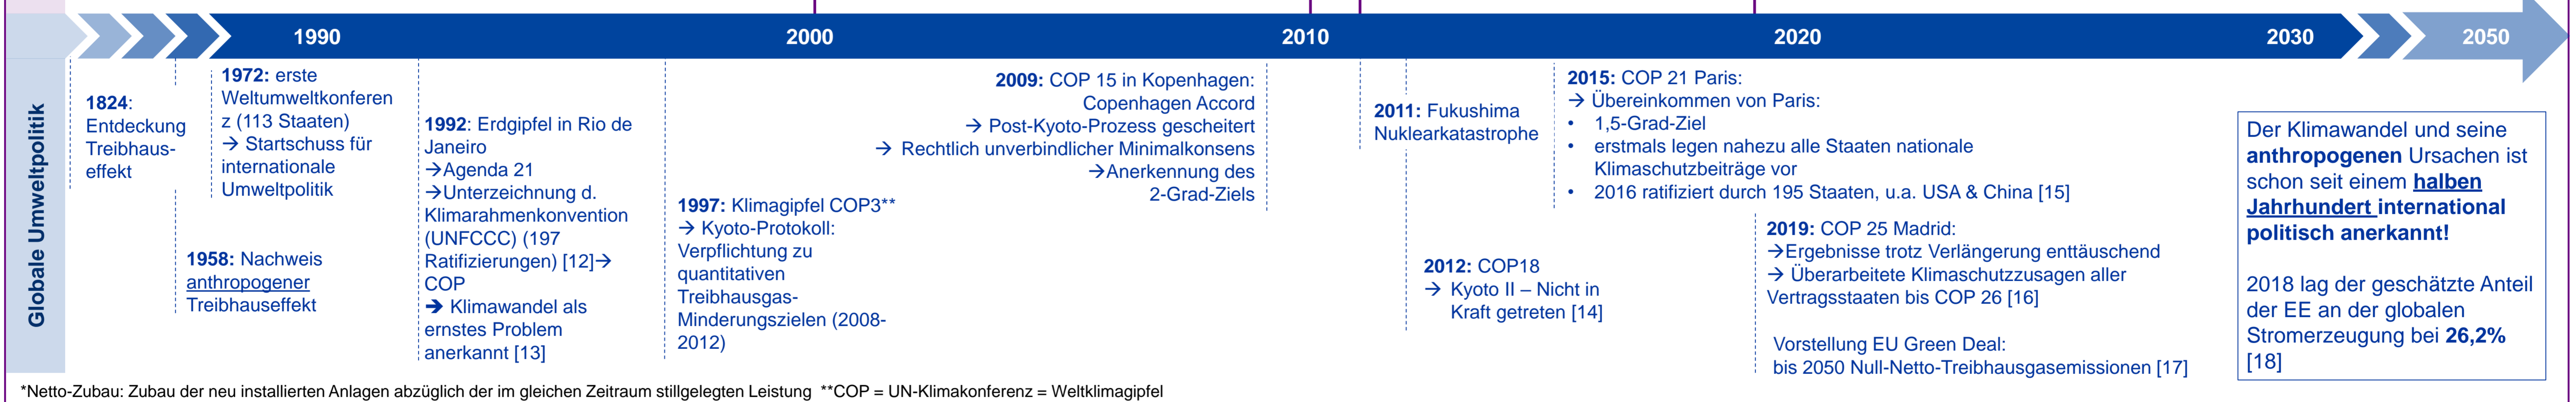 1990
2000
2010
2020
2030
2050
Globale Umweltpolitik
1824:
Entdeckung
Treibhaus-
effekt
1958: Nachweis
anthropogener
Treibhauseffekt
1972: erste
Weltumweltkonferen
z (113 Staaten)
→ Startschuss für
internationale
Umweltpolitik
1992: Erdgipfel in Rio de
Janeiro
→Agenda 21
→Unterzeichnung d.
Klimarahmenkonvention
(UNFCCC) (197
Ratifizierungen) [12]→
COP
➔ Klimawandel als
ernstes Problem
anerkannt [13]
1997: Klimagipfel COP3**
→ Kyoto-Protokoll:
Verpflichtung zu
quantitativen
Treibhausgas-
Minderungszielen (2008-
2012)
2009: COP 15 in Kopenhagen:
Copenhagen Accord
→ Post-Kyoto-Prozess gescheitert
→ Rechtlich unverbindlicher Minimalkonsens
→Anerkennung des
2-Grad-Ziels
2011: Fukushima
Nuklearkatastrophe
2012: COP18
→ Kyoto II – Nicht in
Kraft getreten [14]
2015: COP 21 Paris:
→ Übereinkommen von Paris:
• 1,5-Grad-Ziel
• erstmals legen nahezu alle Staaten nationale
Klimaschutzbeiträge vor
• 2016 ratifiziert durch 195 Staaten, u.a. USA & China [15]
2019: COP 25 Madrid:
→Ergebnisse trotz Verlängerung enttäuschend
→ Überarbeitete Klimaschutzzusagen aller
Vertragsstaaten bis COP 26 [16]
Vorstellung EU Green Deal:
bis 2050 Null-Netto-Treibhausgasemissionen [17]
Der Klimawandel und seine
anthropogenen Ursachen ist
schon seit einem halben
Jahrhundert international
politisch anerkannt!
2018 lag der geschätzte Anteil
der EE an der globalen
Stromerzeugung bei 26,2%
[18]
*Netto-Zubau: Zubau der neu installierten Anlagen abzüglich der im gleichen Zeitraum stillgelegten Leistung **COP = UN-Klimakonferenz = Weltklimagipfel